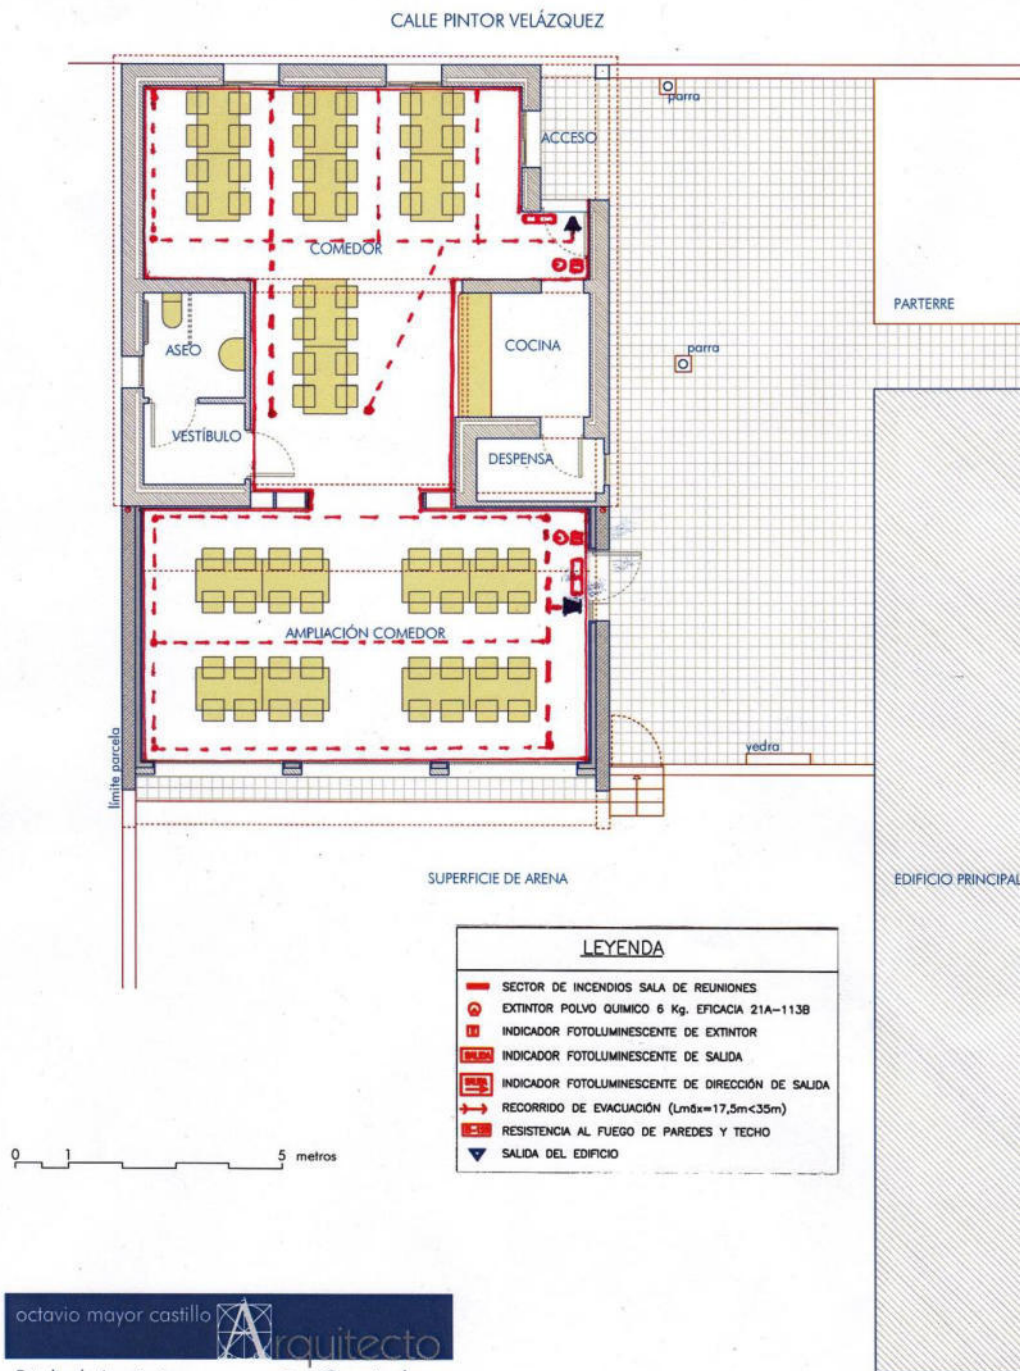 CALLE PINTOR VELÁZQUEZ
parra
ACCESO
COMEDOR
PARTERRE
ASEO
COCINA
parra
VESTÍBULO
DESPENSA
AMPLIACIÓN COMEDOR
límite parcela
yedra
SUPERFICIE DE ARENA
EDIFICIO PRINCIPAL
LEYENDA
SECTOR DE INCENDIOS SALA DE REUNIONES
EXTINTOR POLVO QUIMICO 6 Kg. EFICACIA 21A-113B
INDICADOR FOTOLUMINESCENTE DE EXTINTOR
SALIDA INDICADOR FOTOLUMINESCENTE DE SALIDA
SALIDA INDICADOR FOTOLUMINESCENTE DE DIRECCIÓN DE SALIDA
RECORRIDO DE EVACUACIÓN (Lmáx=17,5m<35m)
RESISTENCIA AL FUEGO DE PAREDES Y TECHO
SALIDA DEL EDIFICIO
0 1 5 metros
octavio mayor castillo
Arquitecto